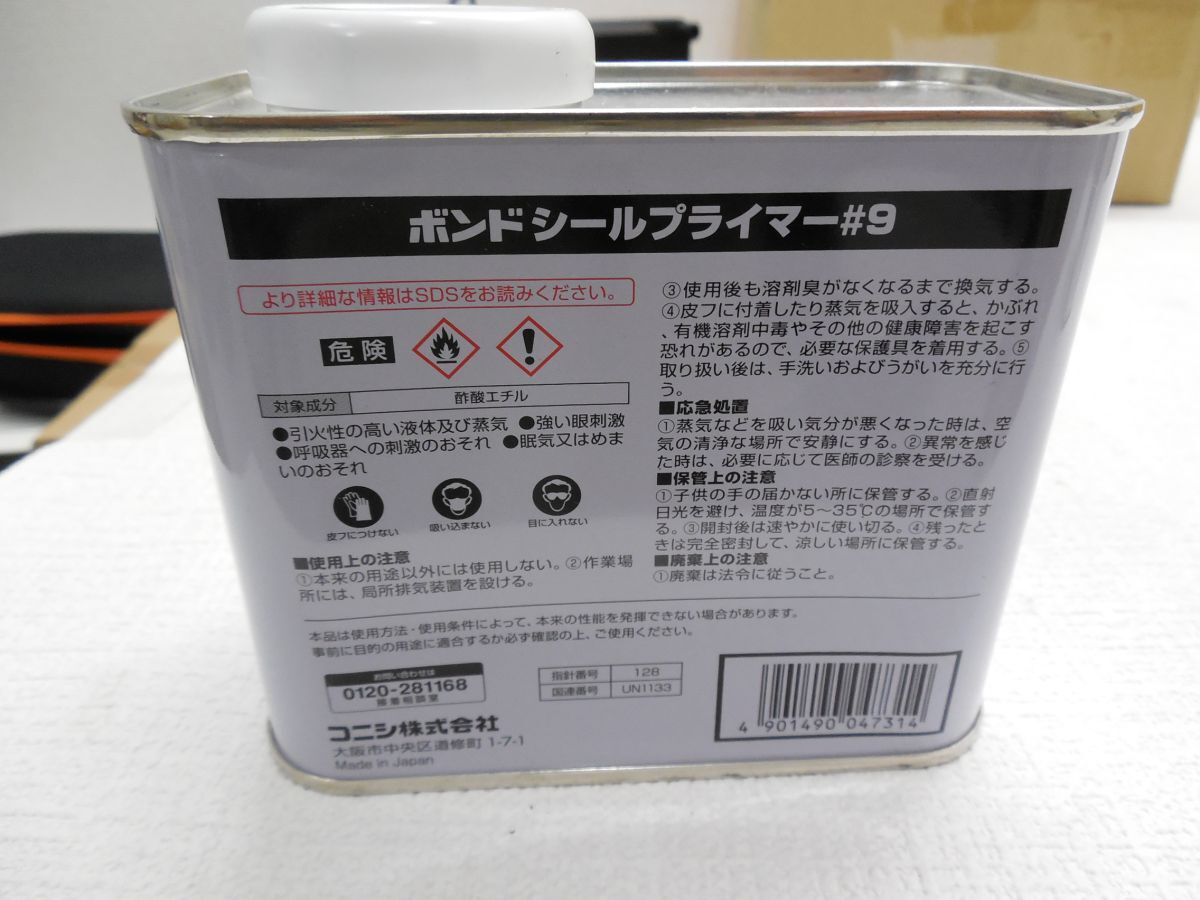 ボンドシールプライマー#9
より詳細な情報はSDSをお読みください。
危険
対象成分 酢酸エチル
●引火性の高い液体及び蒸気 ●強い眼刺激
●呼吸器への刺激のおそれ ●眠気又はめま
いのおそれ
皮フにつけない 吸い込まない 目に入れない
■使用上の注意
①本来の用途以外には使用しない。②作業場
所には、局所排気装置を設ける。
③使用後も溶剤臭がなくなるまで換気する。
④皮フに付着したり蒸気を吸入すると、かぶれ
、有機溶剤中毒やその他の健康障害を起こす
恐れがあるので、必要な保護具を着用する。⑤
取り扱い後は、手洗いおよびうがいを充分に行
う。
■応急処置
①蒸気などを吸い気分が悪くなった時は、空
気の清浄な場所で安静にする。②異常を感じ
た時は、必要に応じて医師の診察を受ける。
■保管上の注意
①子供の手の届かない所に保管する。②直射
日光を避け、温度が5～35℃の場所で保管す
る。③開封後は速やかに使い切る。④残ったと
きは完全密封して、涼しい場所に保管する。
■廃棄上の注意
①廃棄は法令に従うこと。
本品は使用方法・使用条件によって、本来の性能を発揮できない場合があります。
事前に目的の用途に適合するか必ず確認の上、ご使用ください。
お問い合わせは
0120-281168
接着相談室
指針番号 128
国連番号 UN1133
コニシ株式会社
大阪市中央区道修町 1-7-1
Made in Japan
4 901490 047314